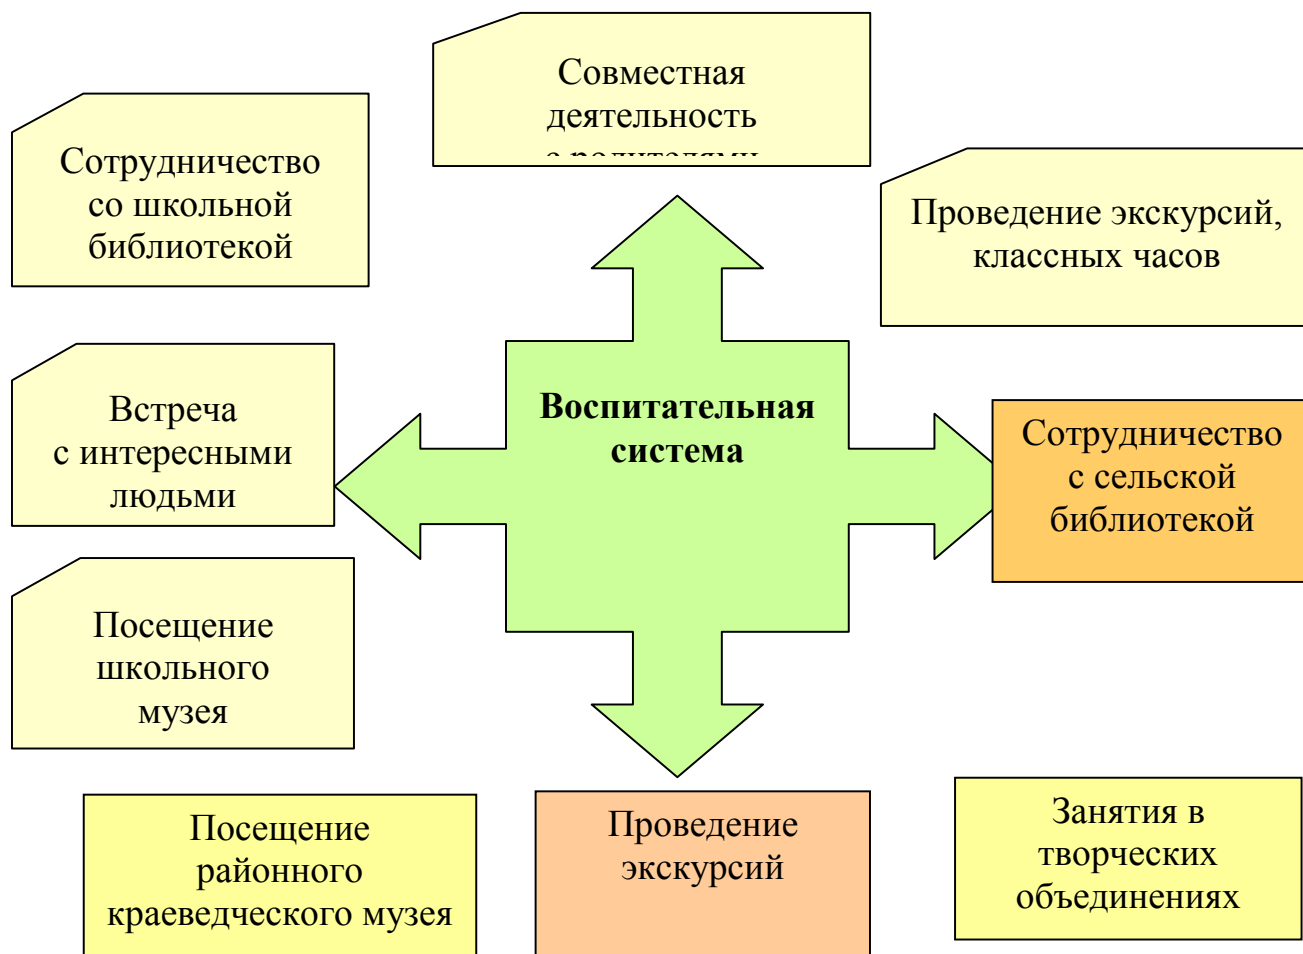 Совместная
деятельность
с родителями
Сотрудничество
со школьной
библиотекой
Проведение экскурсий,
классных часов
Встреча
с интересными
людьми
Воспитательная
система
Сотрудничество
с сельской
библиотекой
Посещение
школьного
музея
Посещение
районного
краеведческого музея
Проведение
экскурсий
Занятия в
творческих
объединениях